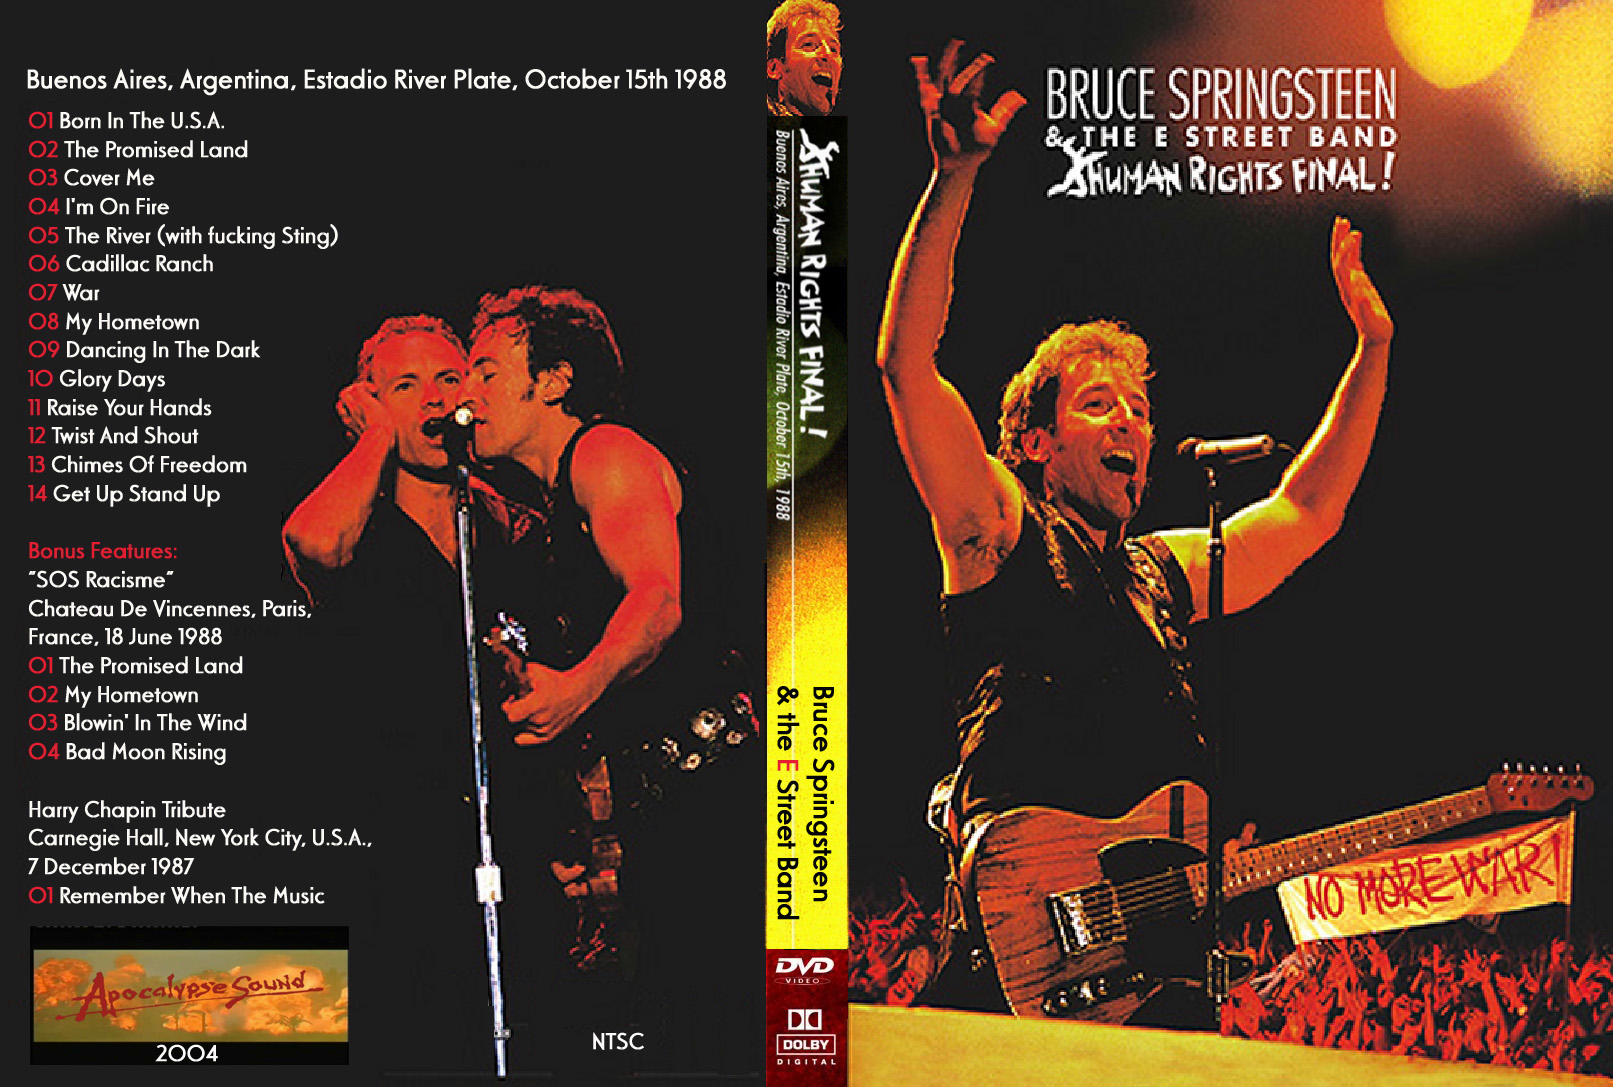 Buenos Aires, Argentina, Estadio River Plate, October 15th 1988
01 Born In The U.S.A.
02 The Promised Land
03 Cover Me
04 I'm On Fire
05 The River (with fucking Sting)
06 Cadillac Ranch
07 War
08 My Hometown
09 Dancing In The Dark
10 Glory Days
11 Raise Your Hands
12 Twist And Shout
13 Chimes Of Freedom
14 Get Up Stand Up
Bonus Features:
"SOS Racisme"
Chateau De Vincennes, Paris,
France, 18 June 1988
01 The Promised Land
02 My Hometown
03 Blowin' In The Wind
04 Bad Moon Rising
Harry Chapin Tribute
Carnegie Hall, New York City, U.S.A.,
7 December 1987
01 Remember When The Music
Apocalypse Sound
2004
NTSC
HUMAN RIGHTS FINAL!
Buenos Aires, Argentina, Estadio River Plate, October 15th, 1988
Bruce Springsteen
& the E Street Band
DVD
VIDEO
DOLBY
DIGITAL
BRUCE SPRINGSTEEN
& THE E STREET BAND
HUMAN RIGHTS FINAL!
NO MORE WAR!